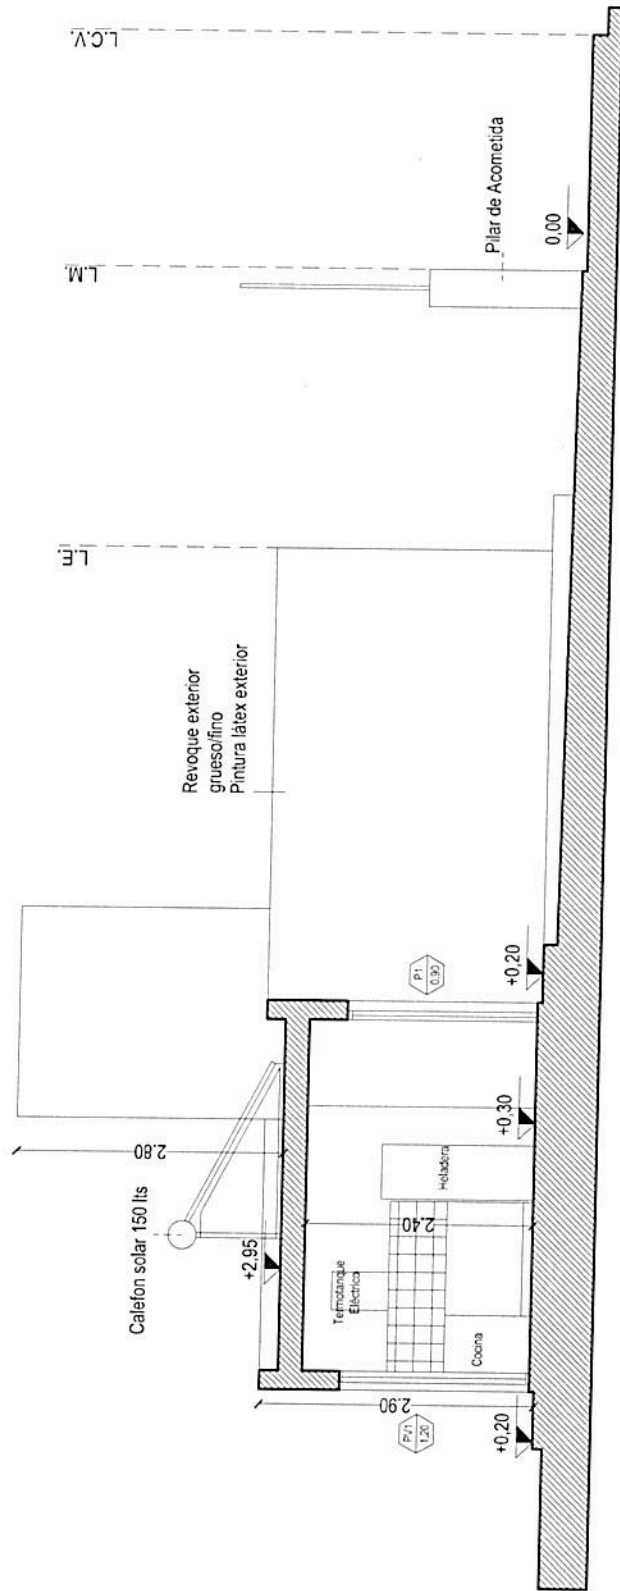 Calefon solar 150 lts
2.80
+2,95
Revoque exterior
grueso/fino
Pintura látex exterior
L.E.
L.M.
L.C.V.
2.90
PV1
1,20
+0,20
Termotanque
Eléctrico
Cocina
2.40
Heladera
+0,30
P1
0.90
+0,20
Pilar de Acometida
0,00